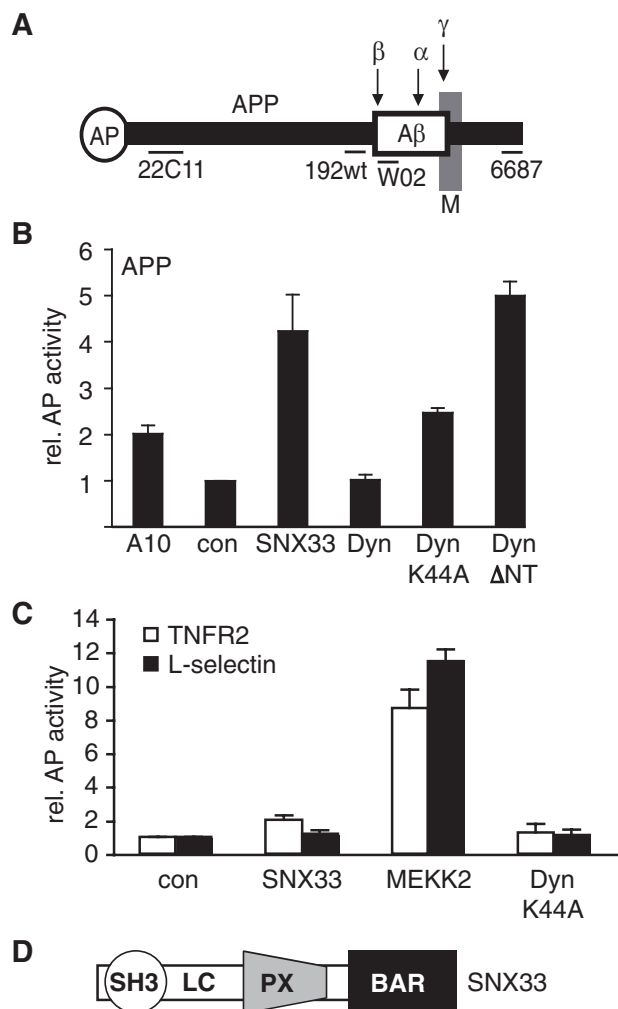 A
γ
β α
APP
AP
Aβ
22C11 192wt W02 6687
M
B
APP
rel. AP activity
6
5
4
3
2
1
A10 con SNX33 Dyn Dyn K44A Dyn ΔNT
C
TNFR2
L-selectin
rel. AP activity
14
12
10
8
6
4
2
0
con SNX33 MEKK2 Dyn K44A
D
SH3 LC PX BAR SNX33